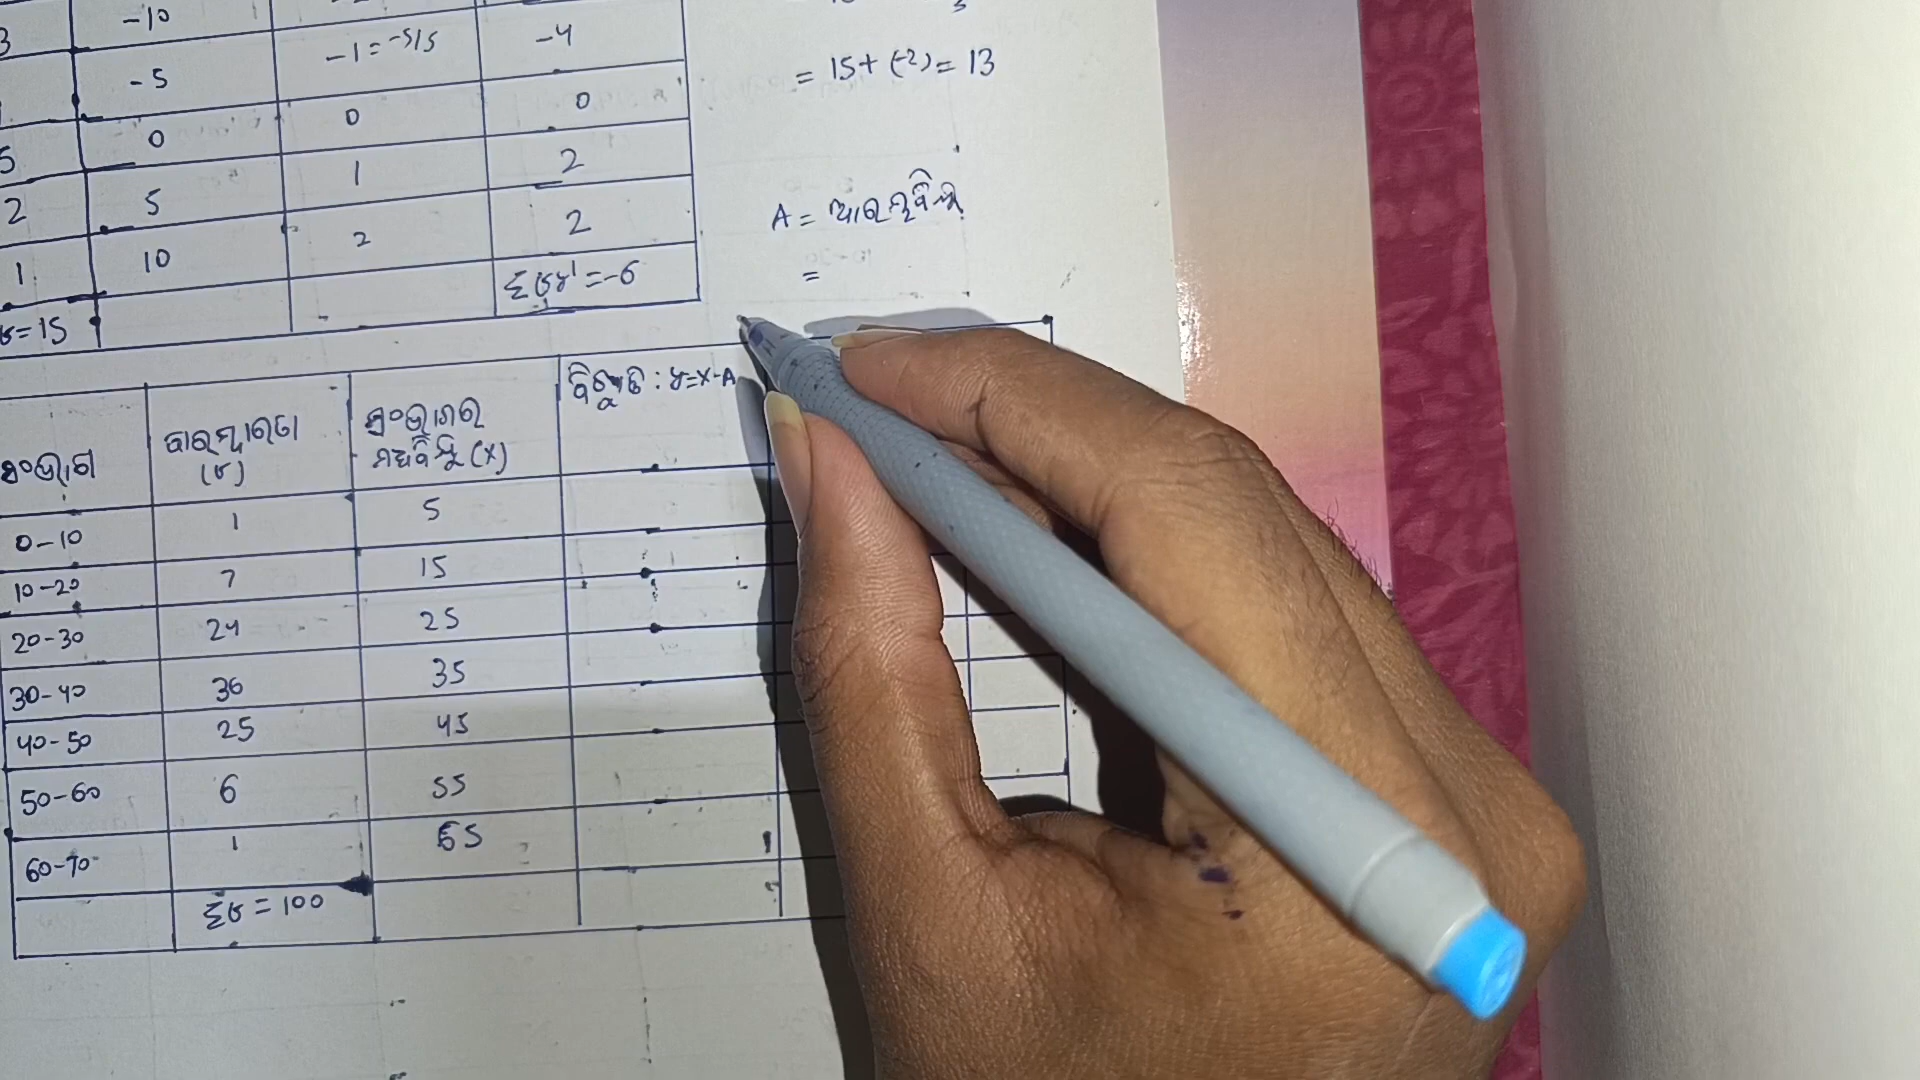 3 -10
-5 -1=-5/5 -4
5 0 0 0
2 5 1 2
1 10 2 2
Σfy' = -6
f=15
= 15+(-2) = 13
A = ଆରମ୍ଭବିନ୍ଦୁ
=
ସଂଭାଗ ବାରମ୍ବାରତା (f) ସଂଭାଗର ମଧ୍ୟବିନ୍ଦୁ (X) ବିଚ୍ୟୁତି : y=x-A
0-10 1 5
10-20 7 15
20-30 24 25
30-40 36 35
40-50 25 45
50-60 6 55
60-70 1 65
Σf = 100